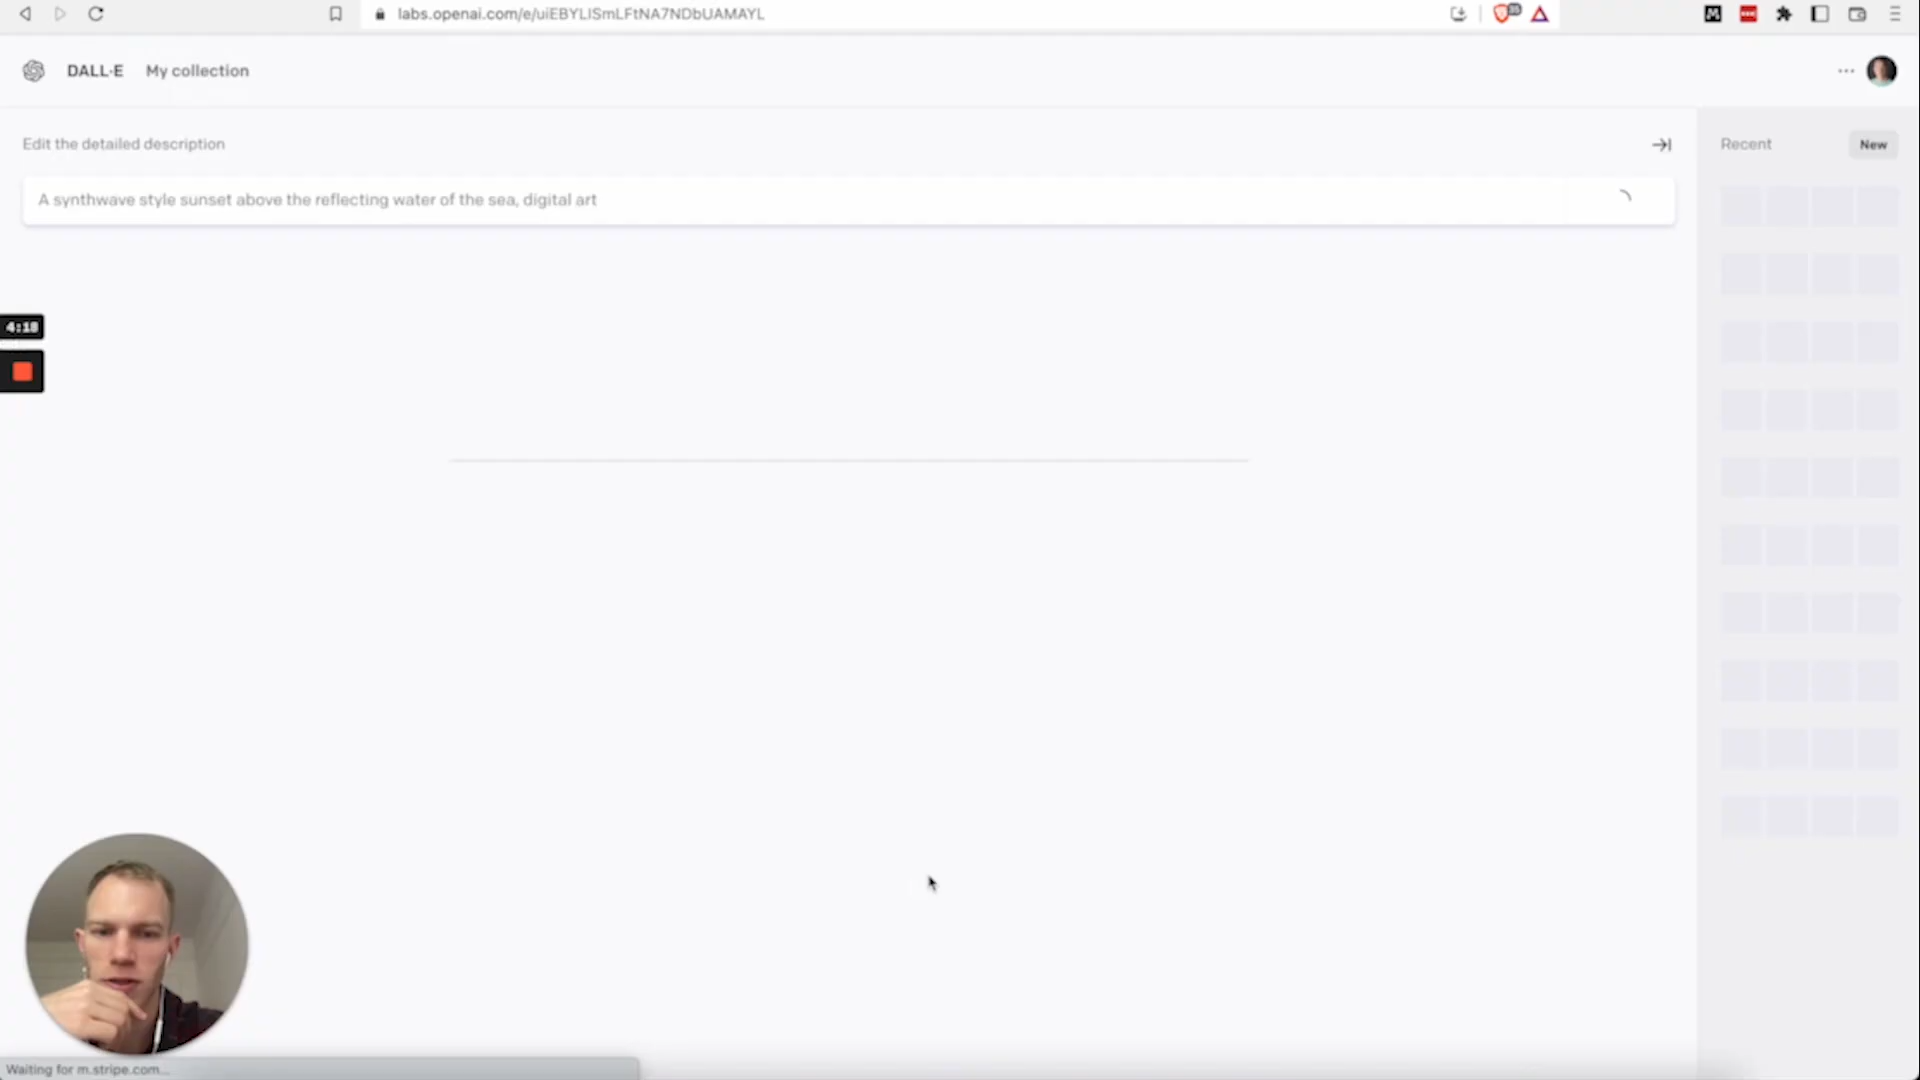 labs.openai.com/e/uiEBYLISmLFtNA7NDbUAMAYL
DALL·E My collection
Edit the detailed description
Recent New
A synthwave style sunset above the reflecting water of the sea, digital art
4:18
Waiting for m.stripe.com...